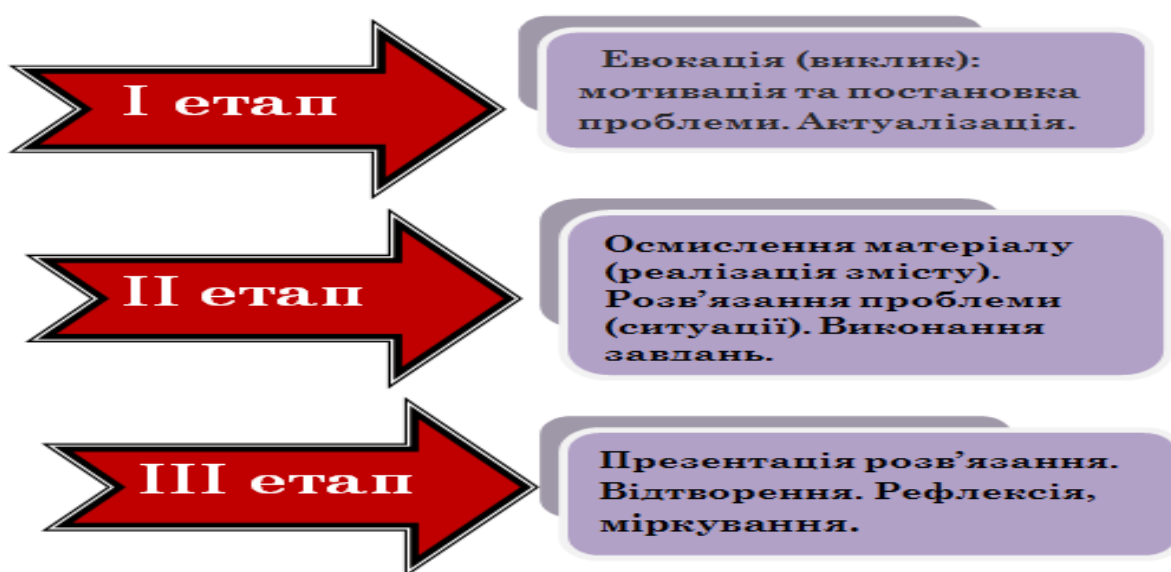 І етап
Евокація (виклик):
мотивація та постановка
проблеми. Актуалізація.
ІІ етап
Осмислення матеріалу
(реалізація змісту).
Розв’язання проблеми
(ситуації). Виконання
завдань.
ІІІ етап
Презентація розв’язання.
Відтворення. Рефлексія,
міркування.